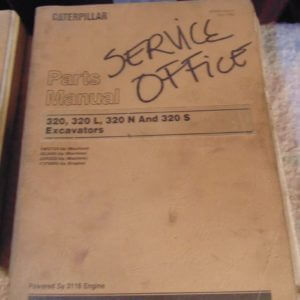 CATERPILLAR
SERVICE
OFFICE
Parts
Manual
320, 320 L, 320 N And 320 S
Excavators
Powered By 3116 Engine